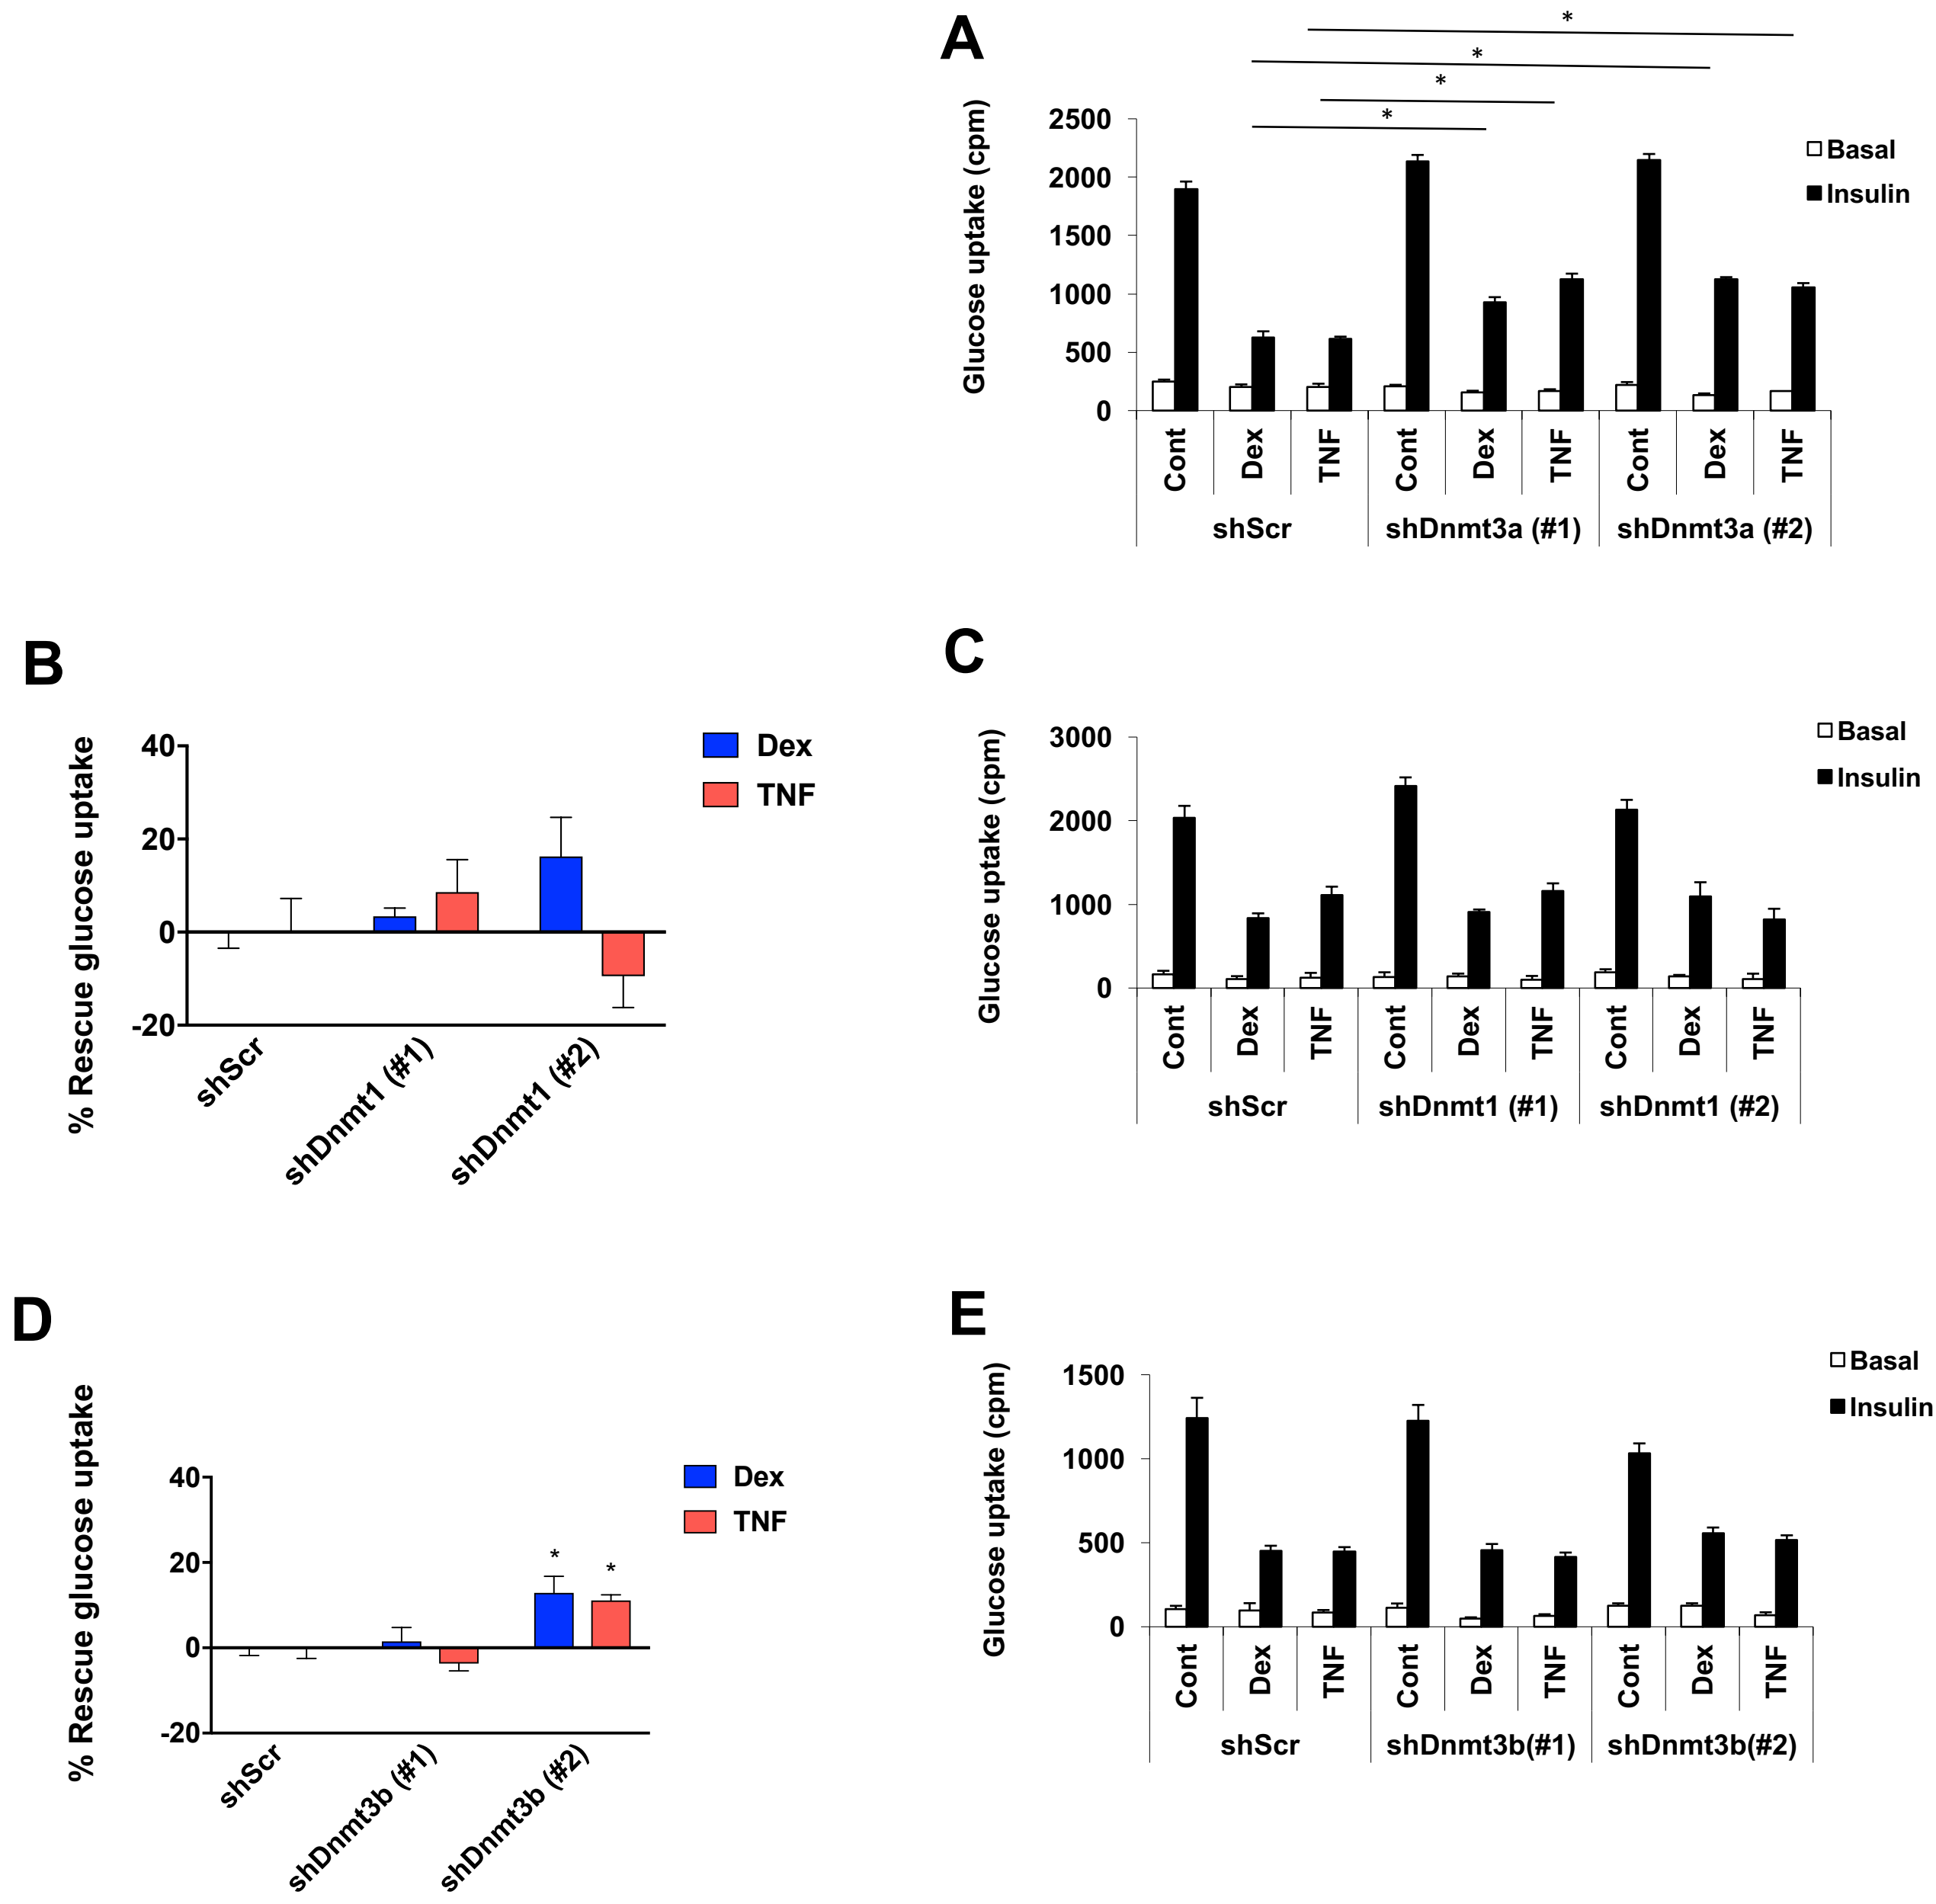 A
*
*
*
*
Glucose uptake (cpm)
2500
2000
1500
1000
500
0
Basal
Insulin
Cont Dex TNF Cont Dex TNF Cont Dex TNF
shScr shDnmt3a (#1) shDnmt3a (#2)
B
% Rescue glucose uptake
40
20
0
-20
Dex
TNF
shScr shDnmt1 (#1) shDnmt1 (#2)
C
Glucose uptake (cpm)
3000
2000
1000
0
Basal
Insulin
Cont Dex TNF Cont Dex TNF Cont Dex TNF
shScr shDnmt1 (#1) shDnmt1 (#2)
D
% Rescue glucose uptake
40
20
0
-20
* *
Dex
TNF
shScr shDnmt3b (#1) shDnmt3b (#2)
E
Glucose uptake (cpm)
1500
1000
500
0
Basal
Insulin
Cont Dex TNF Cont Dex TNF Cont Dex TNF
shScr shDnmt3b(#1) shDnmt3b(#2)